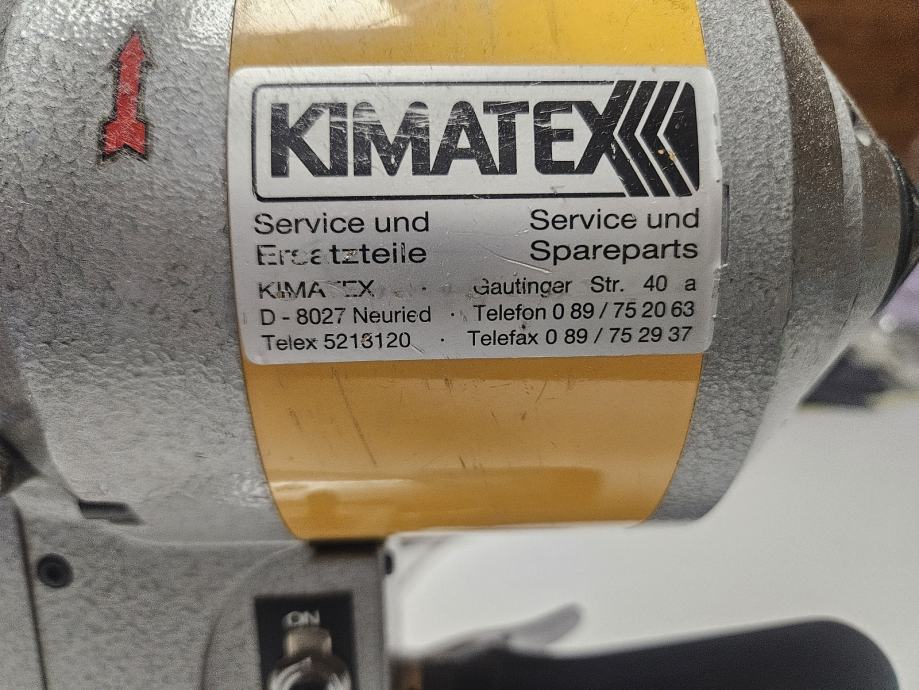 KIMATEX
Service und Service und
Ersatzteile Spareparts
KIMATEX · Gautinger Str. 40 a
D - 8027 Neuried · Telefon 0 89 / 75 20 63
Telex 5213120 · Telefax 0 89 / 75 29 37
ON